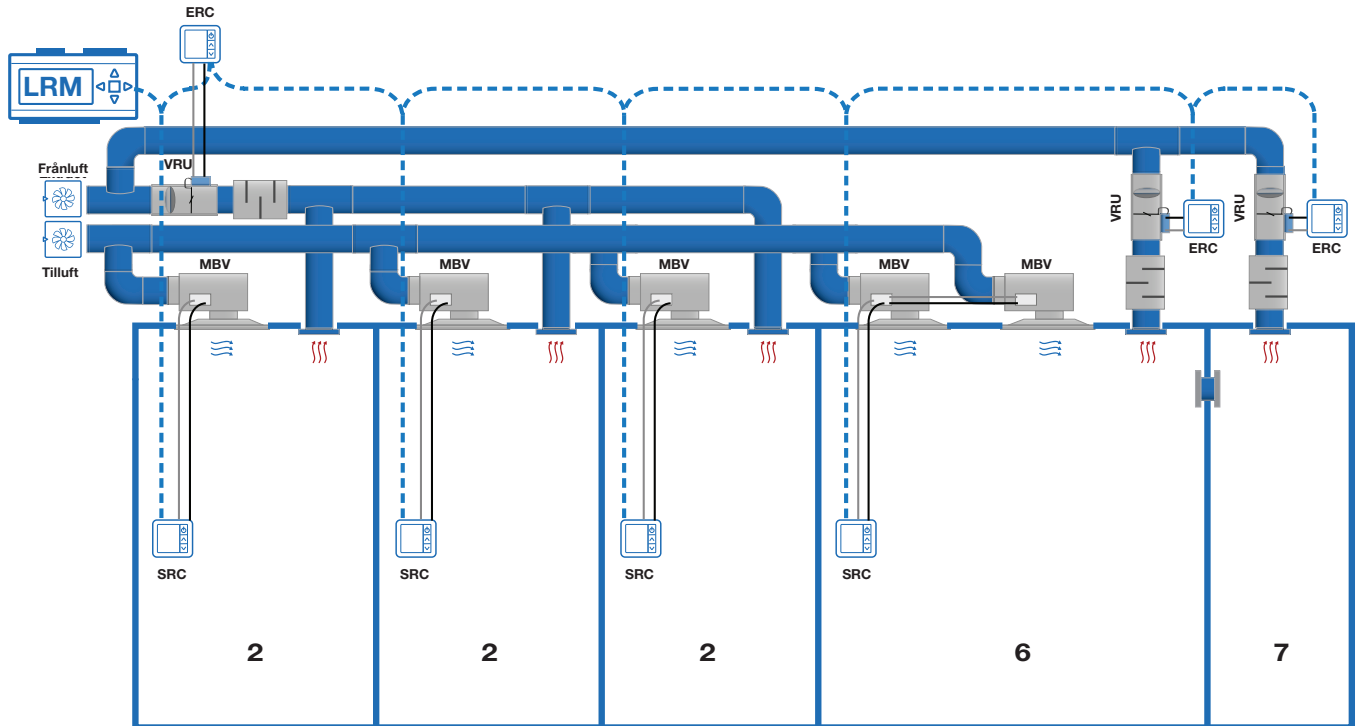 ERC
LRM
Frånluft
VRU
VRU
VRU
ERC
ERC
Tilluft
MBV
MBV
MBV
MBV
MBV
SRC
SRC
SRC
SRC
2
2
2
6
7